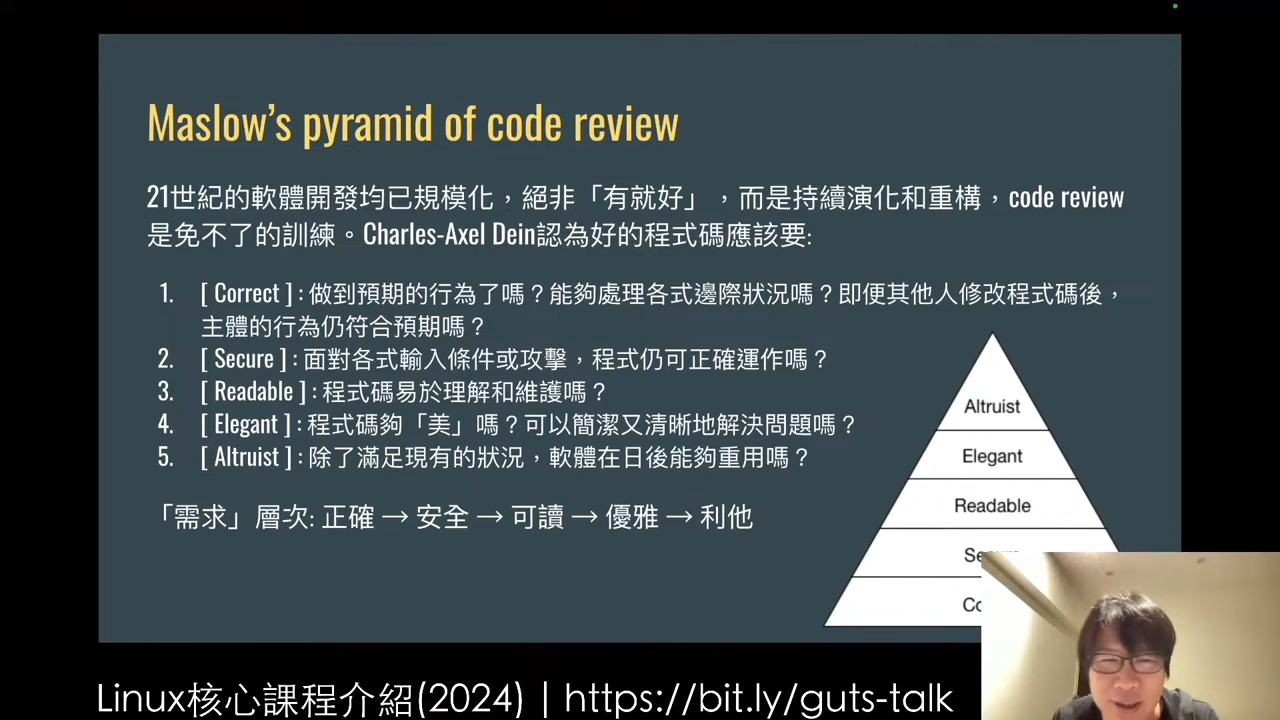 Maslow's pyramid of code review
21世紀的軟體開發均已規模化，絕非「有就好」，而是持續演化和重構，code review
是免不了的訓練。Charles-Axel Dein認為好的程式碼應該要:
1. [ Correct ] : 做到預期的行為了嗎？能夠處理各式邊際狀況嗎？即便其他人修改程式碼後，
主體的行為仍符合預期嗎？
2. [ Secure ] : 面對各式輸入條件或攻擊，程式仍可正確運作嗎？
3. [ Readable ] : 程式碼易於理解和維護嗎？
4. [ Elegant ] : 程式碼夠「美」嗎？可以簡潔又清晰地解決問題嗎？
5. [ Altruist ] : 除了滿足現有的狀況，軟體在日後能夠重用嗎？
「需求」層次: 正確 → 安全 → 可讀 → 優雅 → 利他
Altruist
Elegant
Readable
Linux核心課程介紹(2024) | https://bit.ly/guts-talk